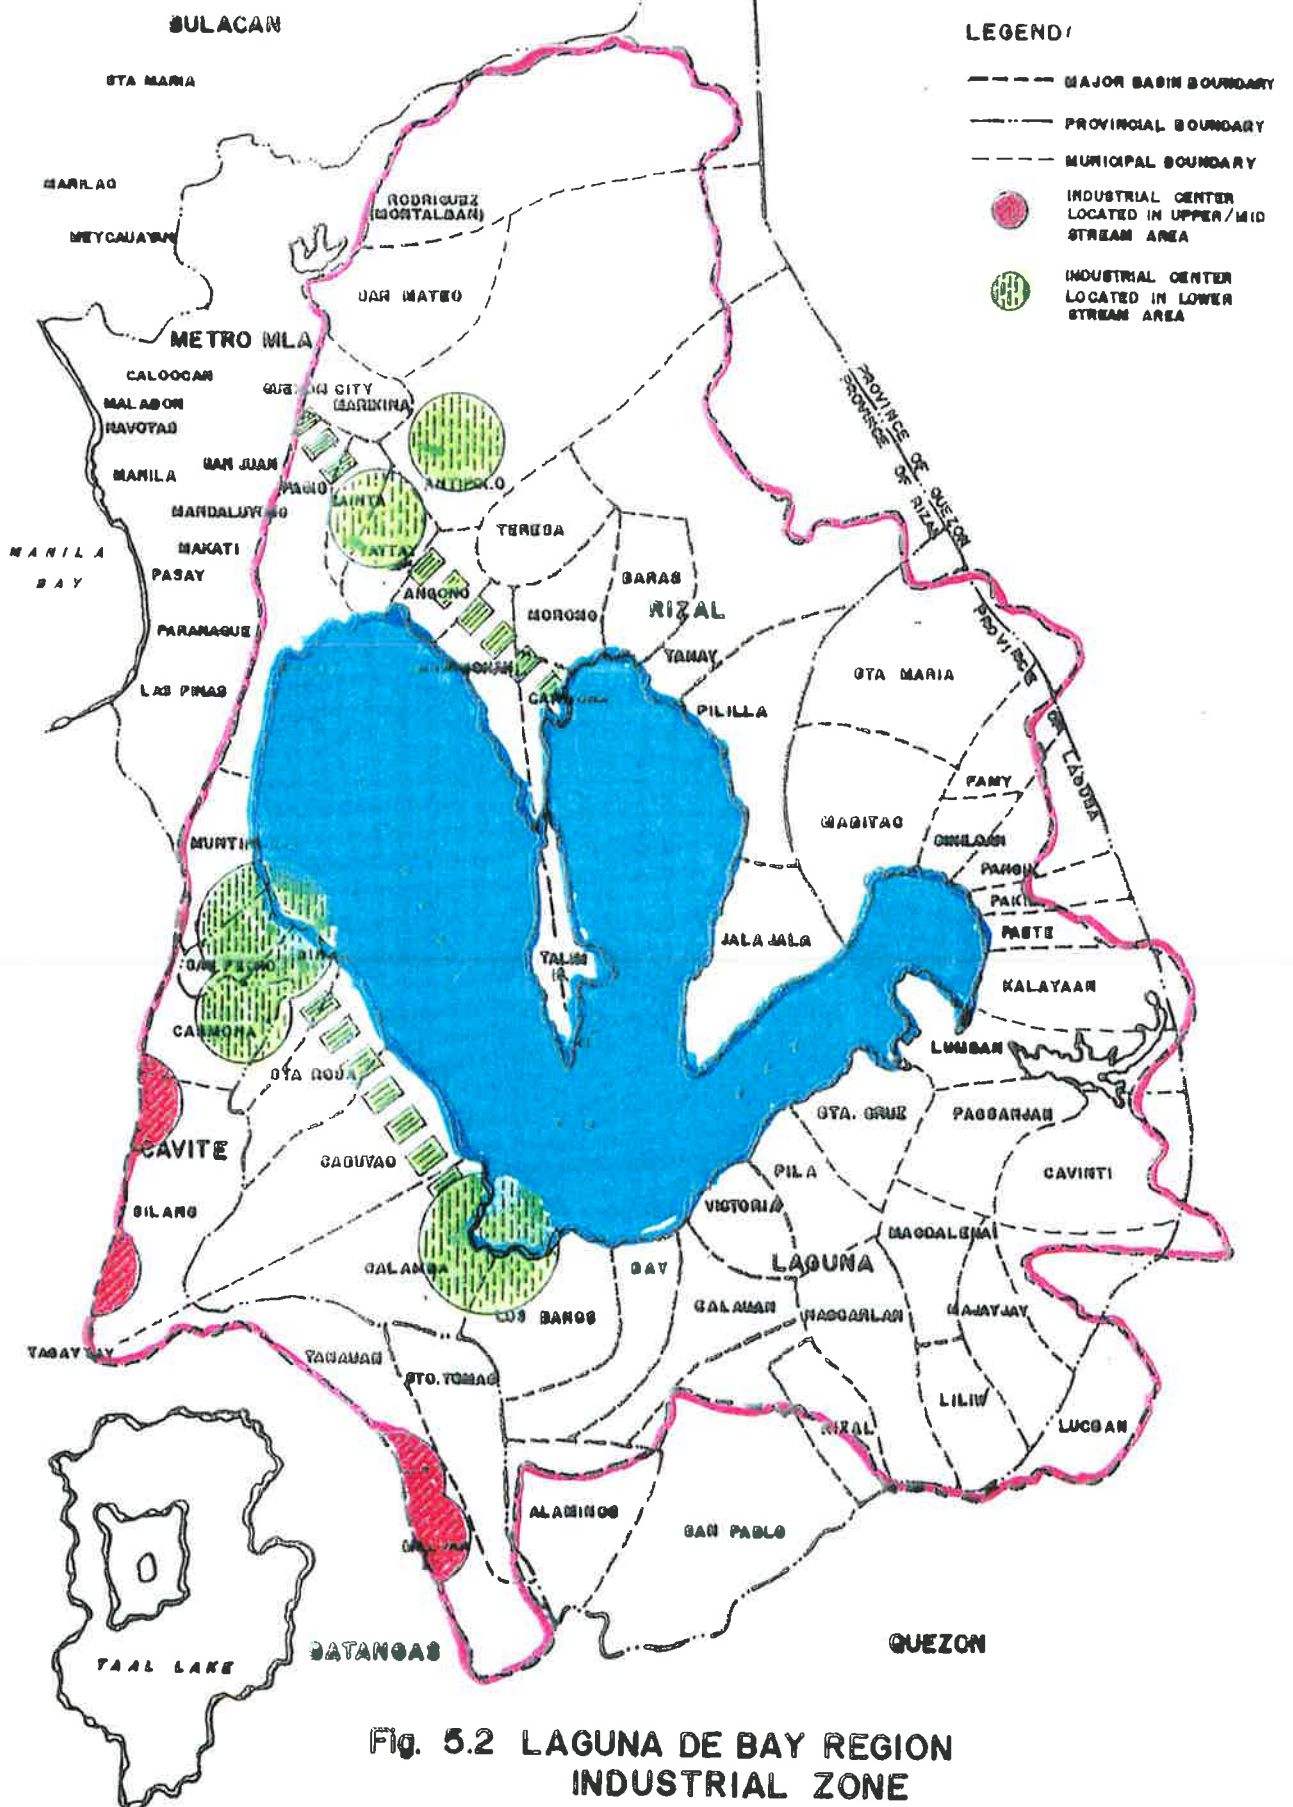 BULACAN
STA MARIA
MARILAO
MEYCAUAYAN
LEGEND:
MAJOR BASIN BOUNDARY
PROVINCIAL BOUNDARY
MUNICIPAL BOUNDARY
INDUSTRIAL CENTER
LOCATED IN UPPER/MID
STREAM AREA
INDUSTRIAL CENTER
LOCATED IN LOWER
STREAM AREA
RODRIGUEZ
(MONTALBAN)
SAN MATEO
METRO MLA
CALOOCAN
QUEZON CITY
MARIKINA
MALABON
NAVOTAS
SAN JUAN
MANILA
PASIG
CAINTA
ANTIPOLO
MANDALUYONG
TAYTAY
TERESA
MAKATI
MANILA
BAY
PASAY
ANGONO
BARAS
RIZAL
MORONG
PARANAQUE
TANAY
LAS PINAS
CARDONA
PILILLA
PROVINCE OF QUEZON
PROVINCE OF RIZAL
PROVINCE OF LAGUNA
STA MARIA
FAMY
MABITAC
SINILOAN
PANGIL
PAKIL
PAETE
KALAYAAN
JALA JALA
TALIM
IS.
LUMBAN
SAN PEDRO
CARMONA
STA ROSA
CAVITE
CABUYAO
SILANG
STA. CRUZ
PAGSANJAN
CAVINTI
PILA
VICTORIA
MAGDALENA
LAGUNA
BAY
CALAMBA
LOS BANOS
CALAUAN
NAGCARLAN
MAJAYJAY
TAGAYTAY
TANAUAN
STO. TOMAS
LILIW
RIZAL
LUCBAN
ALAMINOS
SAN PABLO
TAAL LAKE
BATANGAS
QUEZON
Fig. 5.2 LAGUNA DE BAY REGION
INDUSTRIAL ZONE